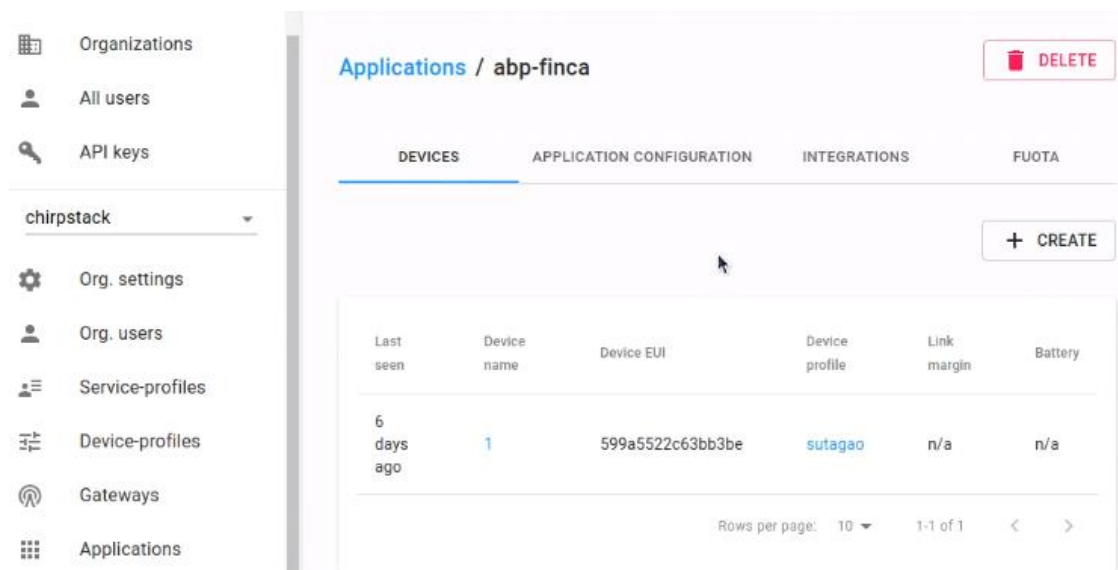 Organizations
All users
API keys
chirpstack
Org. settings
Org. users
Service-profiles
Device-profiles
Gateways
Applications
Applications / abp-finca
DELETE
DEVICES APPLICATION CONFIGURATION INTEGRATIONS FUOTA
+ CREATE
Last seen Device name Device EUI Device profile Link margin Battery
6 days ago 1 599a5522c63bb3be sutagao n/a n/a
Rows per page: 10 1-1 of 1 < >